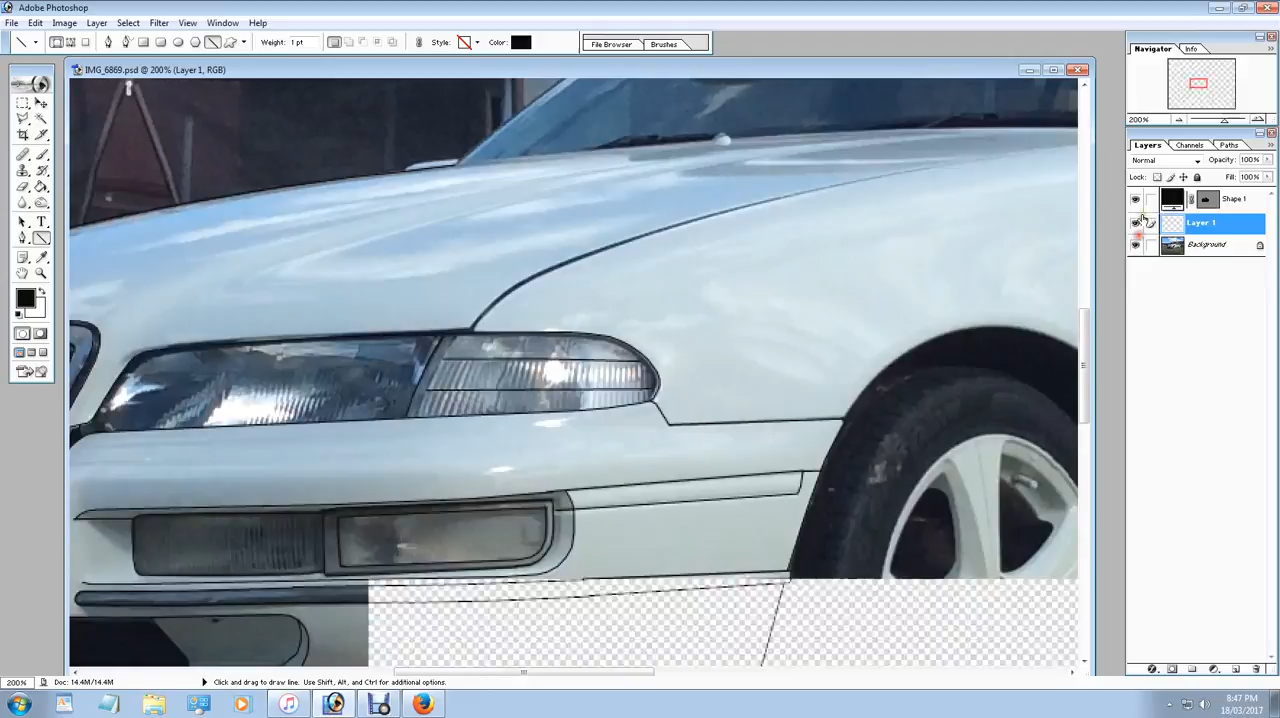 Adobe Photoshop
File Edit Image Layer Select Filter View Window Help
Weight: 1 pt Style: Color: File Browser Brushes
IMG_6869.psd @ 200% (Layer 1, RGB)
Navigator Info
200%
Layers Channels Paths
Normal Opacity: 100%
Lock: Fill: 100%
Shape 1
Layer 1
Background
200% Doc: 14.4M/14.4M Click and drag to draw line. Use Shift, Alt, and Ctrl for additional options.
8:47 PM
18/03/2017